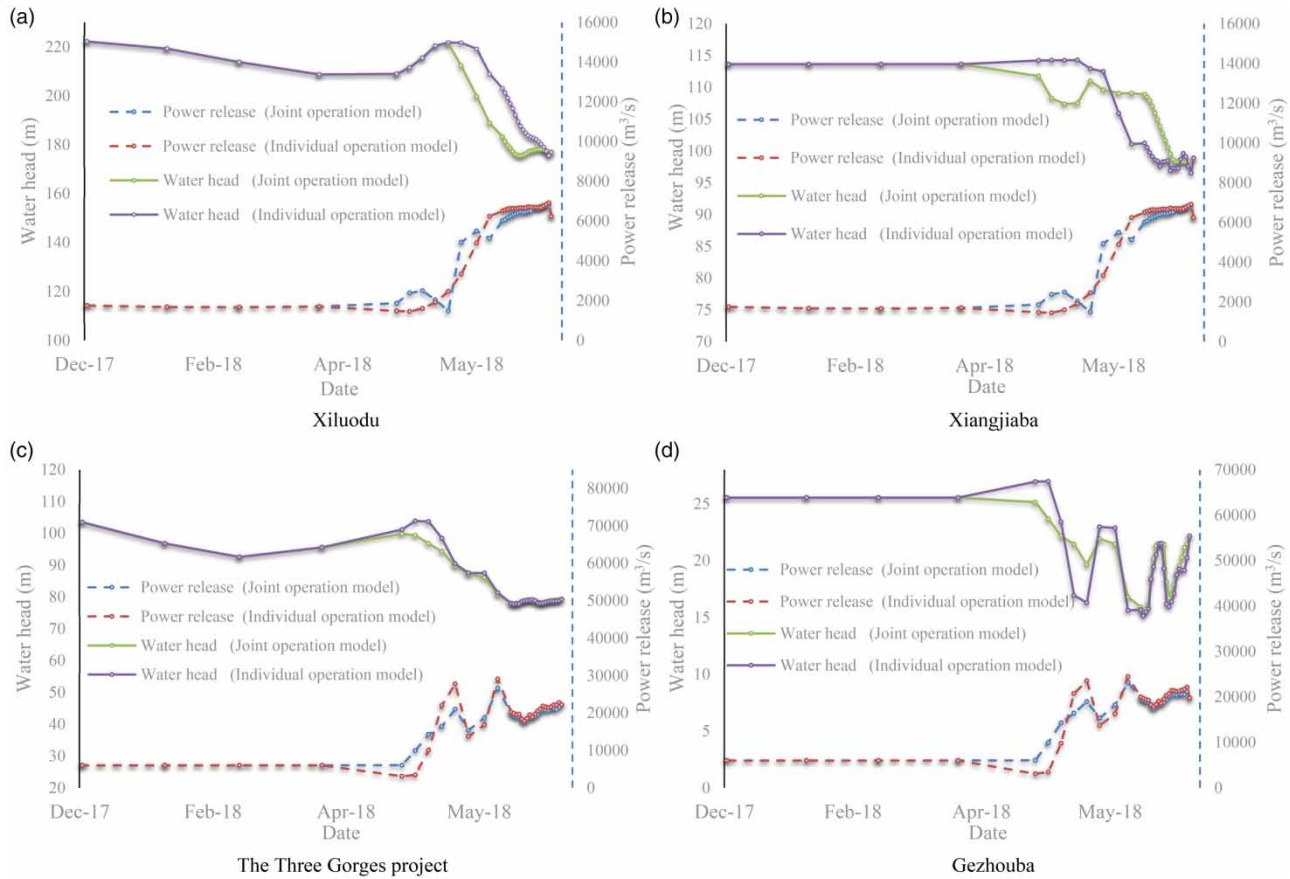 (a)
16000
220
14000
200
12000
Power release (Joint operation model)
180
10000
Power release (Individual operation model)
Water head (Joint operation model)
8000
160
Water head (Individual operation model)
6000
140
4000
120
2000
100
0
Water head (m)
Power release (m³/s)
Dec-17 Feb-18 Apr-18 May-18
Date
Xiluodu
(b)
120
16000
115
14000
110
12000
105
Power release (Joint operation model)
10000
100
Power release (Individual operation model)
95
8000
Water head (Joint operation model)
90
6000
Water head (Individual operation model)
85
4000
80
75
2000
70
0
Water head (m)
Power release (m³/s)
Dec-17 Feb-18 Apr-18 May-18
Date
Xiangjiaba
(c)
120
110
80000
100
70000
90
60000
80
50000
Power release (Joint operation model)
70
Power release (Individual operation model)
40000
60
Water head (Joint operation model)
50
30000
Water head (Individual operation model)
40
20000
30
10000
20
0
Water head (m)
Power release (m³/s)
Dec-17 Feb-18 Apr-18 May-18
Date
The Three Gorges project
(d)
70000
25
60000
20
50000
Power release (Joint operation model)
40000
15
Power release (Individual operation model)
Water head (Joint operation model)
30000
10
Water head (Individual operation model)
20000
5
10000
0
0
Water head (m)
Power release (m³/s)
Dec-17 Feb-18 Apr-18 May-18
Date
Gezhouba